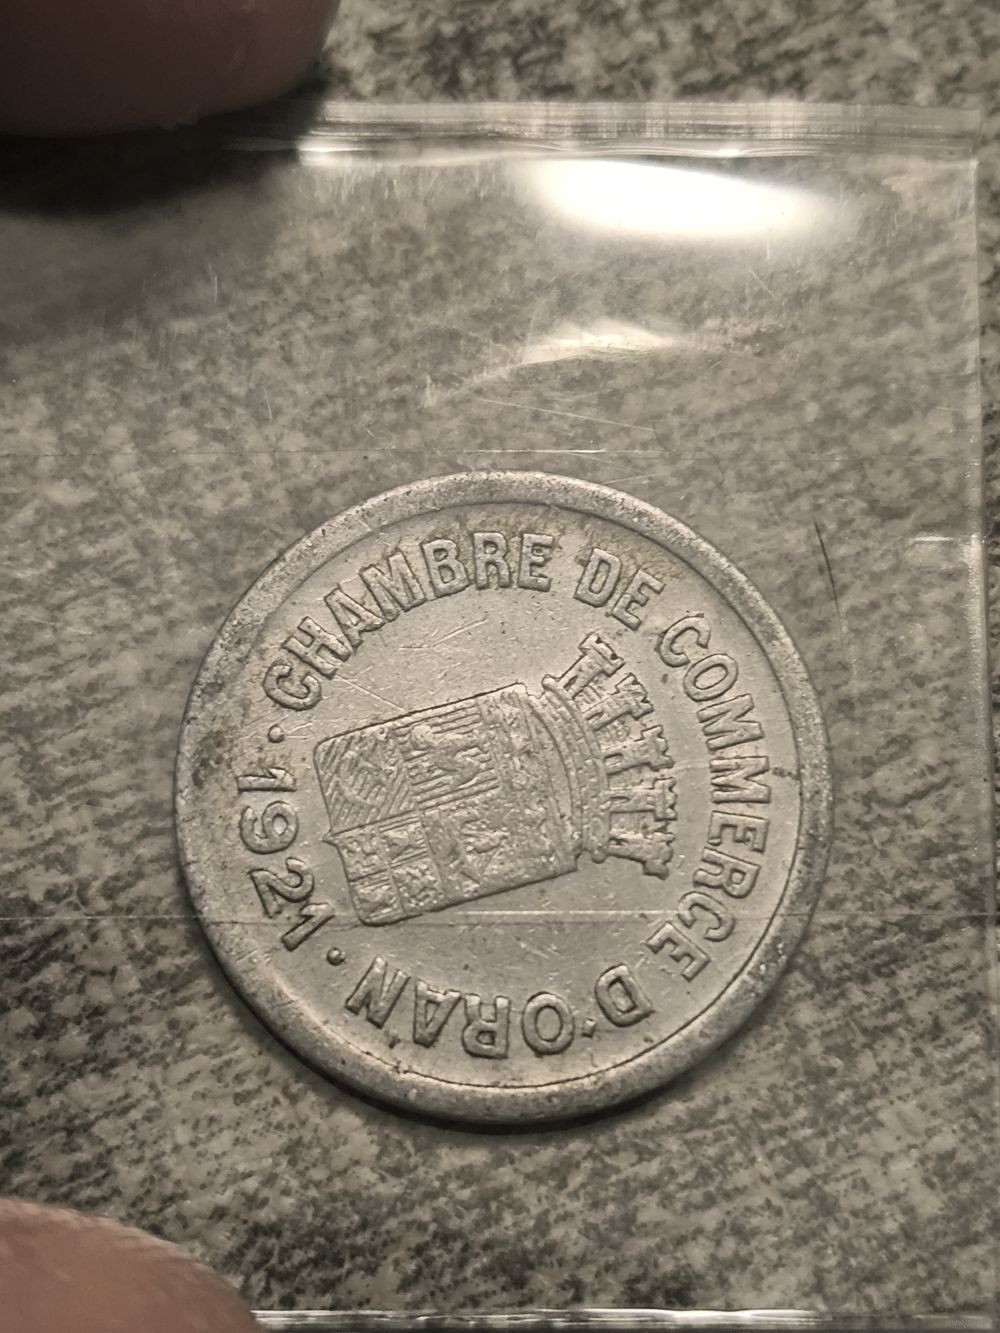 CHAMBRE DE COMMERCE D'ORAN
· 1921 ·